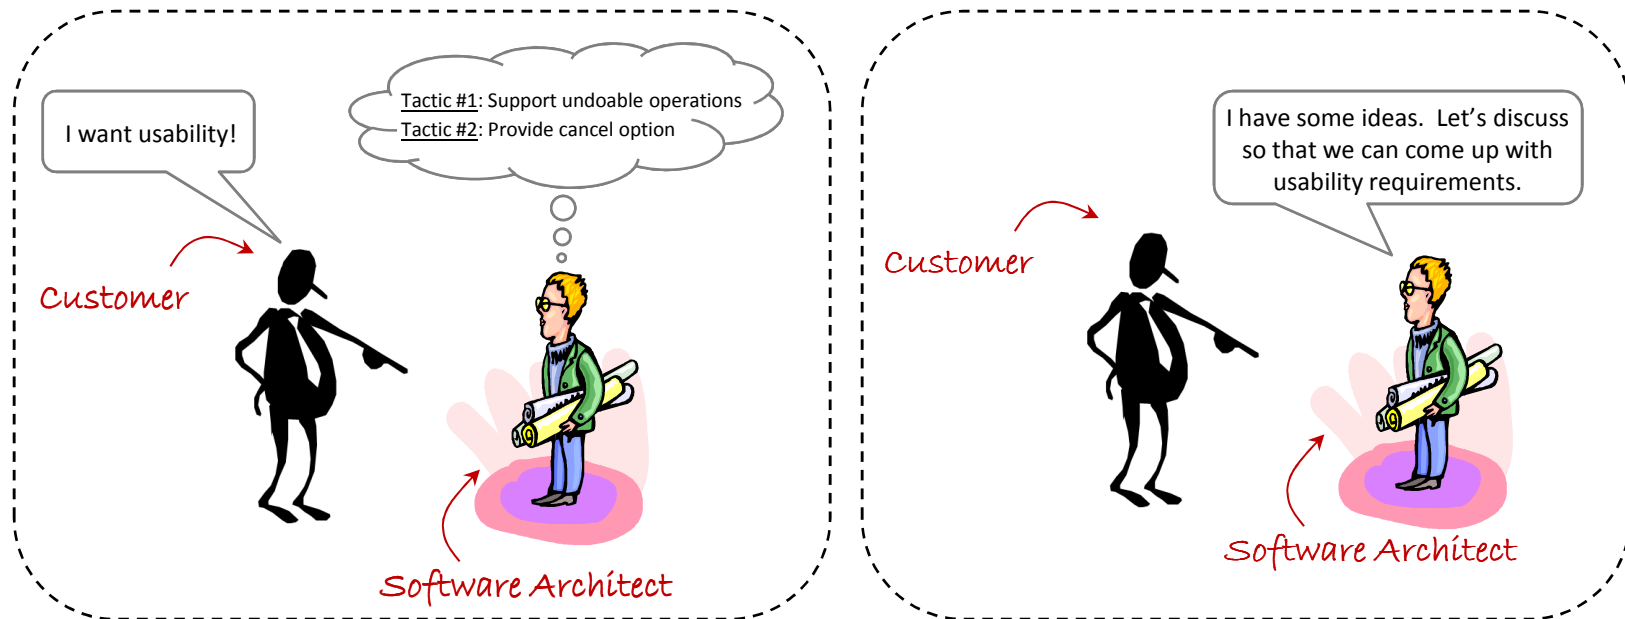 I want usability!
Tactic #1: Support undoable operations
Tactic #2: Provide cancel option
Customer
Software Architect
I have some ideas.  Let's discuss
so that we can come up with
usability requirements.
Customer
Software Architect